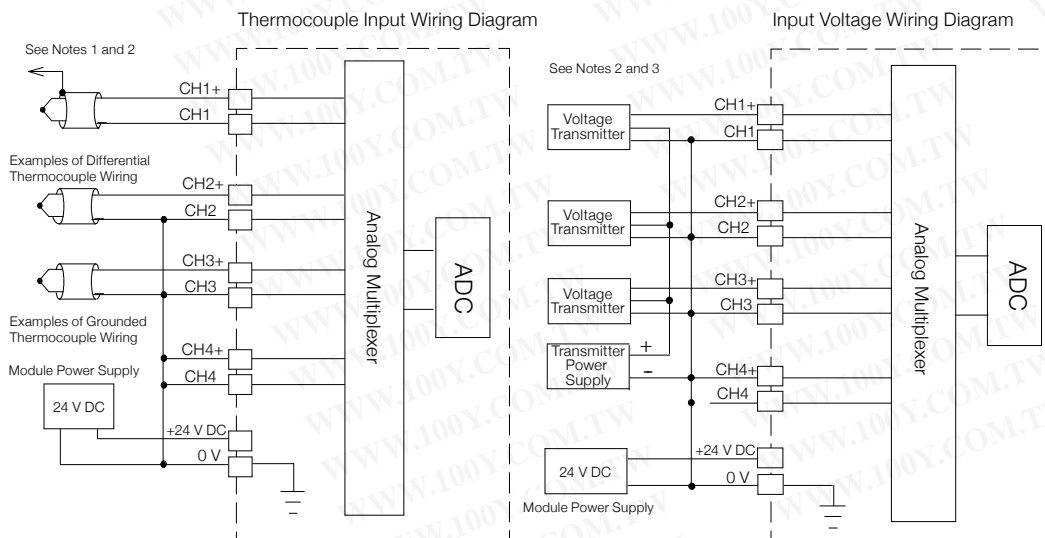 Thermocouple Input Wiring Diagram
See Notes 1 and 2
CH1+
CH1
Examples of Differential
Thermocouple Wiring
CH2+
CH2
CH3+
CH3
Examples of Grounded
Thermocouple Wiring
CH4+
CH4
Module Power Supply
24 V DC
+24 V DC
0 V
Analog Multiplexer
ADC
Input Voltage Wiring Diagram
See Notes 2 and 3
Voltage
Transmitter
CH1+
CH1
Voltage
Transmitter
CH2+
CH2
Voltage
Transmitter
CH3+
CH3
Transmitter
Power
Supply
+
-
CH4+
CH4
24 V DC
+24 V DC
0 V
Module Power Supply
Analog Multiplexer
ADC
WWW.100Y.COM.TW